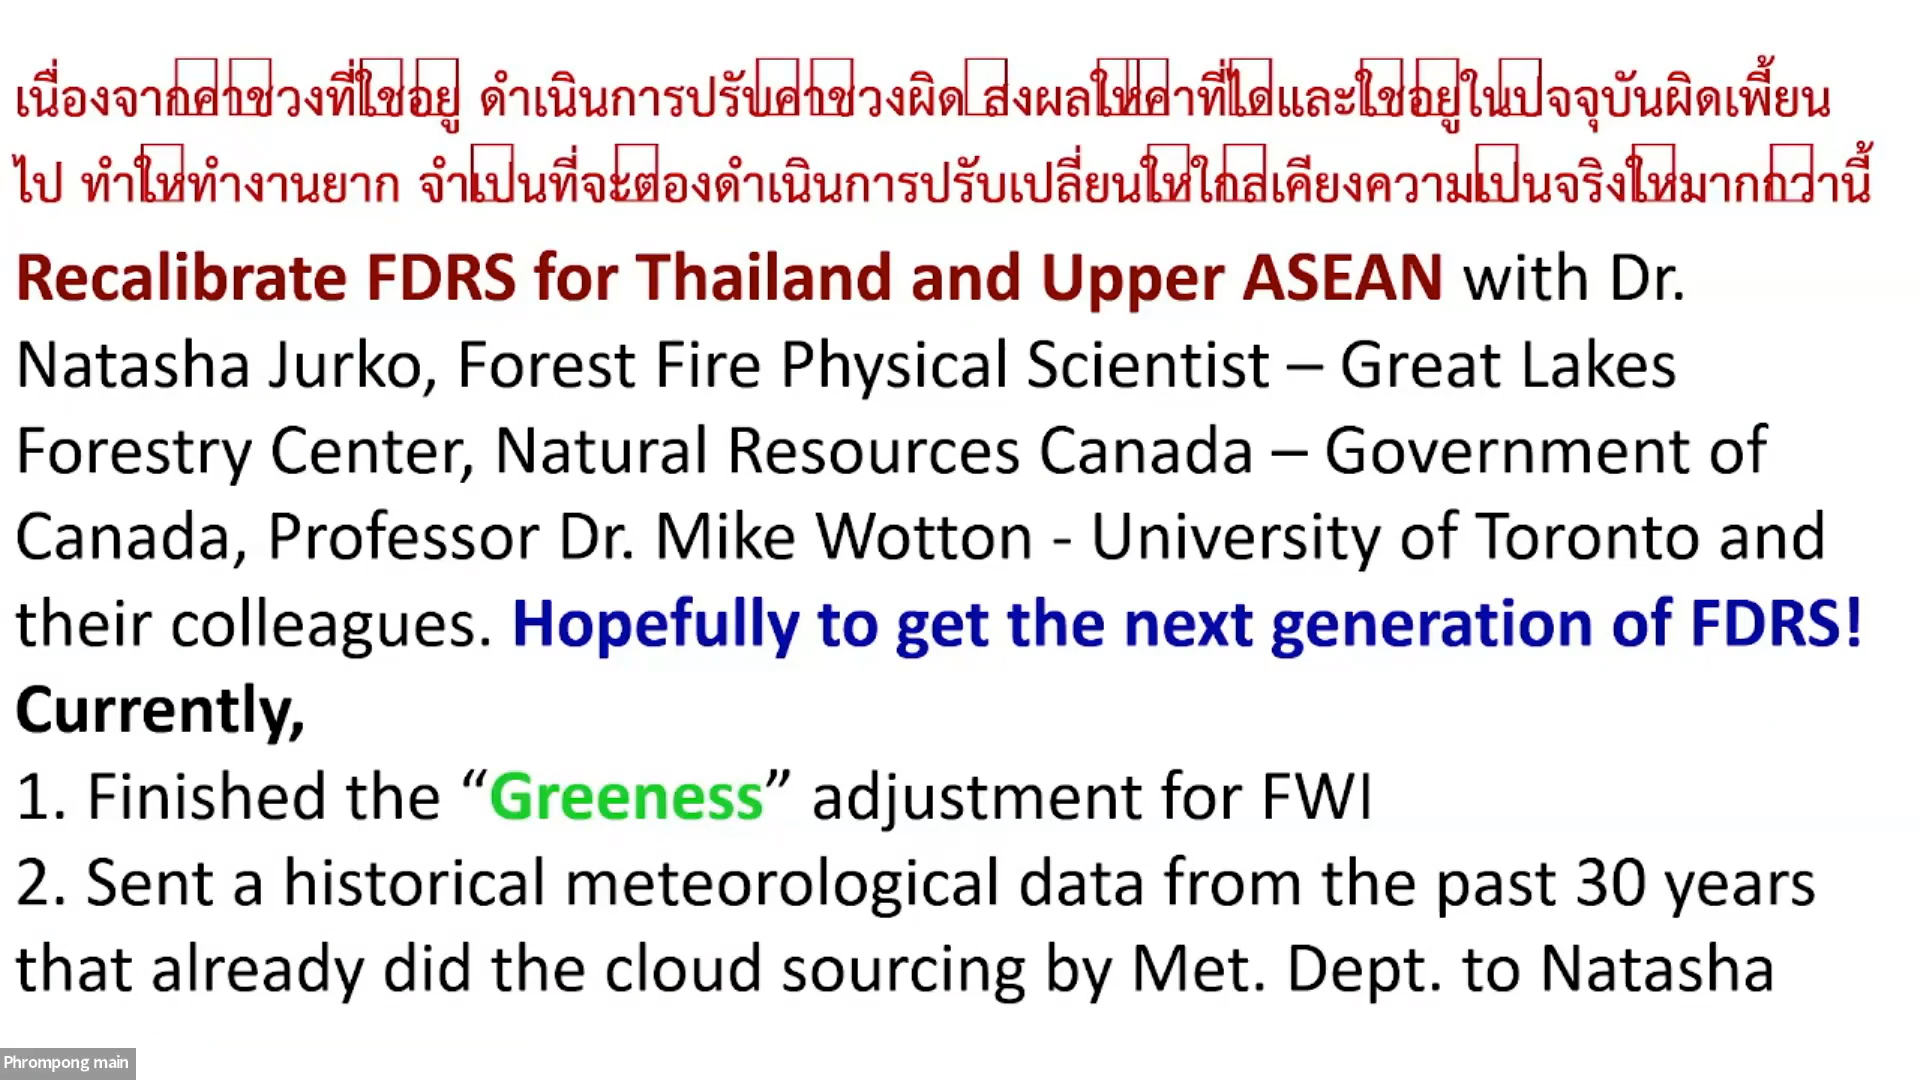 เนื่องจากค่าช่วงที่ใช้อยู่ ดำเนินการปรับค่าช่วงผิด ส่งผลให้ค่าที่ได้และใช้อยู่ในปัจจุบันผิดเพี้ยน
ไป ทำให้ทำงานยาก จำเป็นที่จะต้องดำเนินการปรับเปลี่ยนให้ใกล้เคียงความเป็นจริงให้มากกว่านี้
Recalibrate FDRS for Thailand and Upper ASEAN with Dr.
Natasha Jurko, Forest Fire Physical Scientist – Great Lakes
Forestry Center, Natural Resources Canada – Government of
Canada, Professor Dr. Mike Wotton - University of Toronto and
their colleagues. Hopefully to get the next generation of FDRS!
Currently,
1. Finished the “Greeness” adjustment for FWI
2. Sent a historical meteorological data from the past 30 years
that already did the cloud sourcing by Met. Dept. to Natasha
Phrompong main